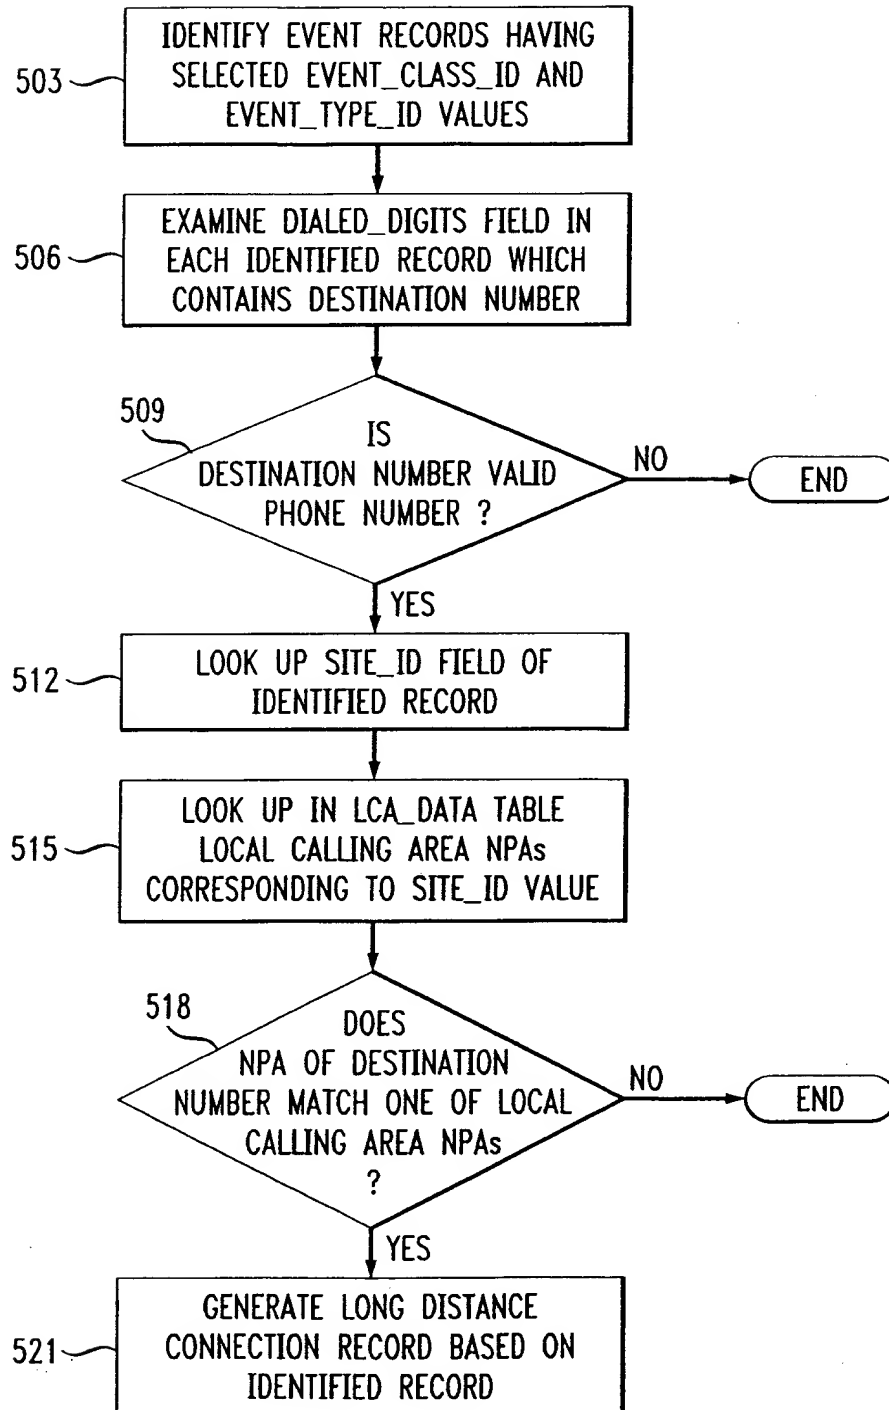 503
IDENTIFY EVENT RECORDS HAVING
SELECTED EVENT_CLASS_ID AND
EVENT_TYPE_ID VALUES
506
EXAMINE DIALED_DIGITS FIELD IN
EACH IDENTIFIED RECORD WHICH
CONTAINS DESTINATION NUMBER
509
IS
DESTINATION NUMBER VALID
PHONE NUMBER ?
NO
END
YES
512
LOOK UP SITE_ID FIELD OF
IDENTIFIED RECORD
515
LOOK UP IN LCA_DATA TABLE
LOCAL CALLING AREA NPAs
CORRESPONDING TO SITE_ID VALUE
518
DOES
NPA OF DESTINATION
NUMBER MATCH ONE OF LOCAL
CALLING AREA NPAs
?
NO
END
YES
521
GENERATE LONG DISTANCE
CONNECTION RECORD BASED ON
IDENTIFIED RECORD